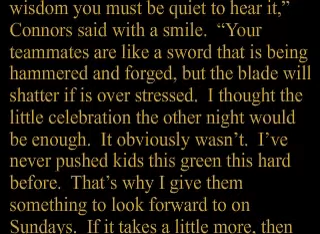 wisdom you must be quiet to hear it,”
Connors said with a smile.  “Your
teammates are like a sword that is being
hammered and forged, but the blade will
shatter if is over stressed.  I thought the
little celebration the other night would
be enough.  It obviously wasn’t.  I’ve
never pushed kids this green this hard
before.  That’s why I give them
something to look forward to on
Sundays.  If it takes a little more, then